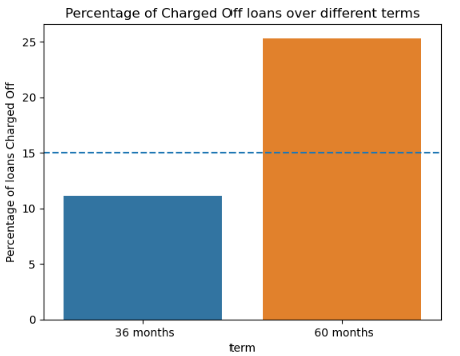 Percentage of Charged Off loans over different terms
Percentage of loans Charged Off
25
20
15
10
5
0
36 months
60 months
term